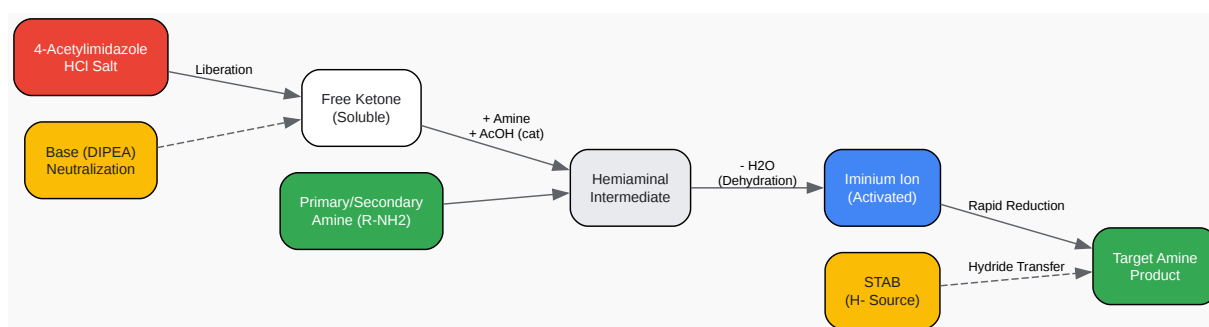 4-Acetylimidazole
HCl Salt
Liberation
Base (DIPEA)
Neutralization
Free Ketone
(Soluble)
+ Amine
+ AcOH (cat)
Primary/Secondary
Amine (R-NH2)
Hemiaminal
Intermediate
- H2O
(Dehydration)
Iminium Ion
(Activated)
Rapid Reduction
STAB
(H- Source)
Hydride Transfer
Target Amine
Product